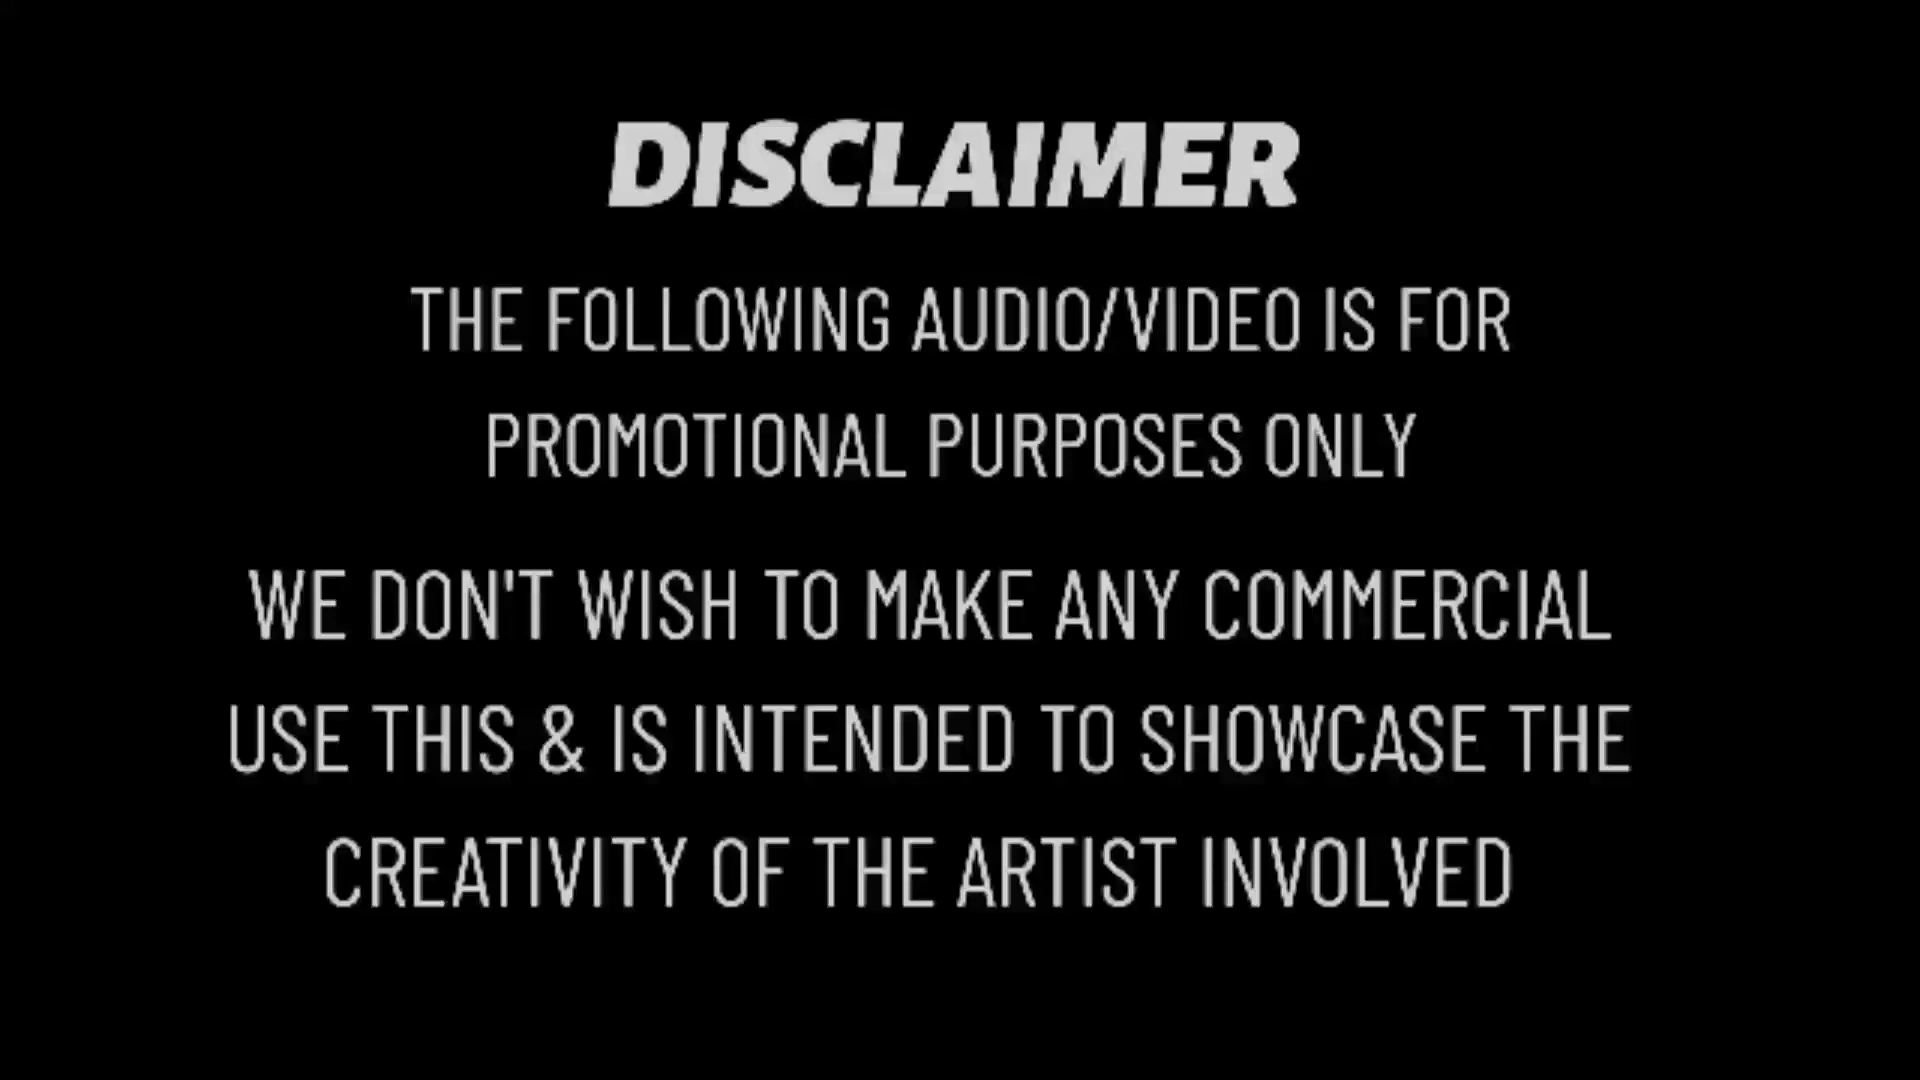 DISCLAIMER
THE FOLLOWING AUDIO/VIDEO IS FOR
PROMOTIONAL PURPOSES ONLY
WE DON'T WISH TO MAKE ANY COMMERCIAL
USE THIS & IS INTENDED TO SHOWCASE THE
CREATIVITY OF THE ARTIST INVOLVED